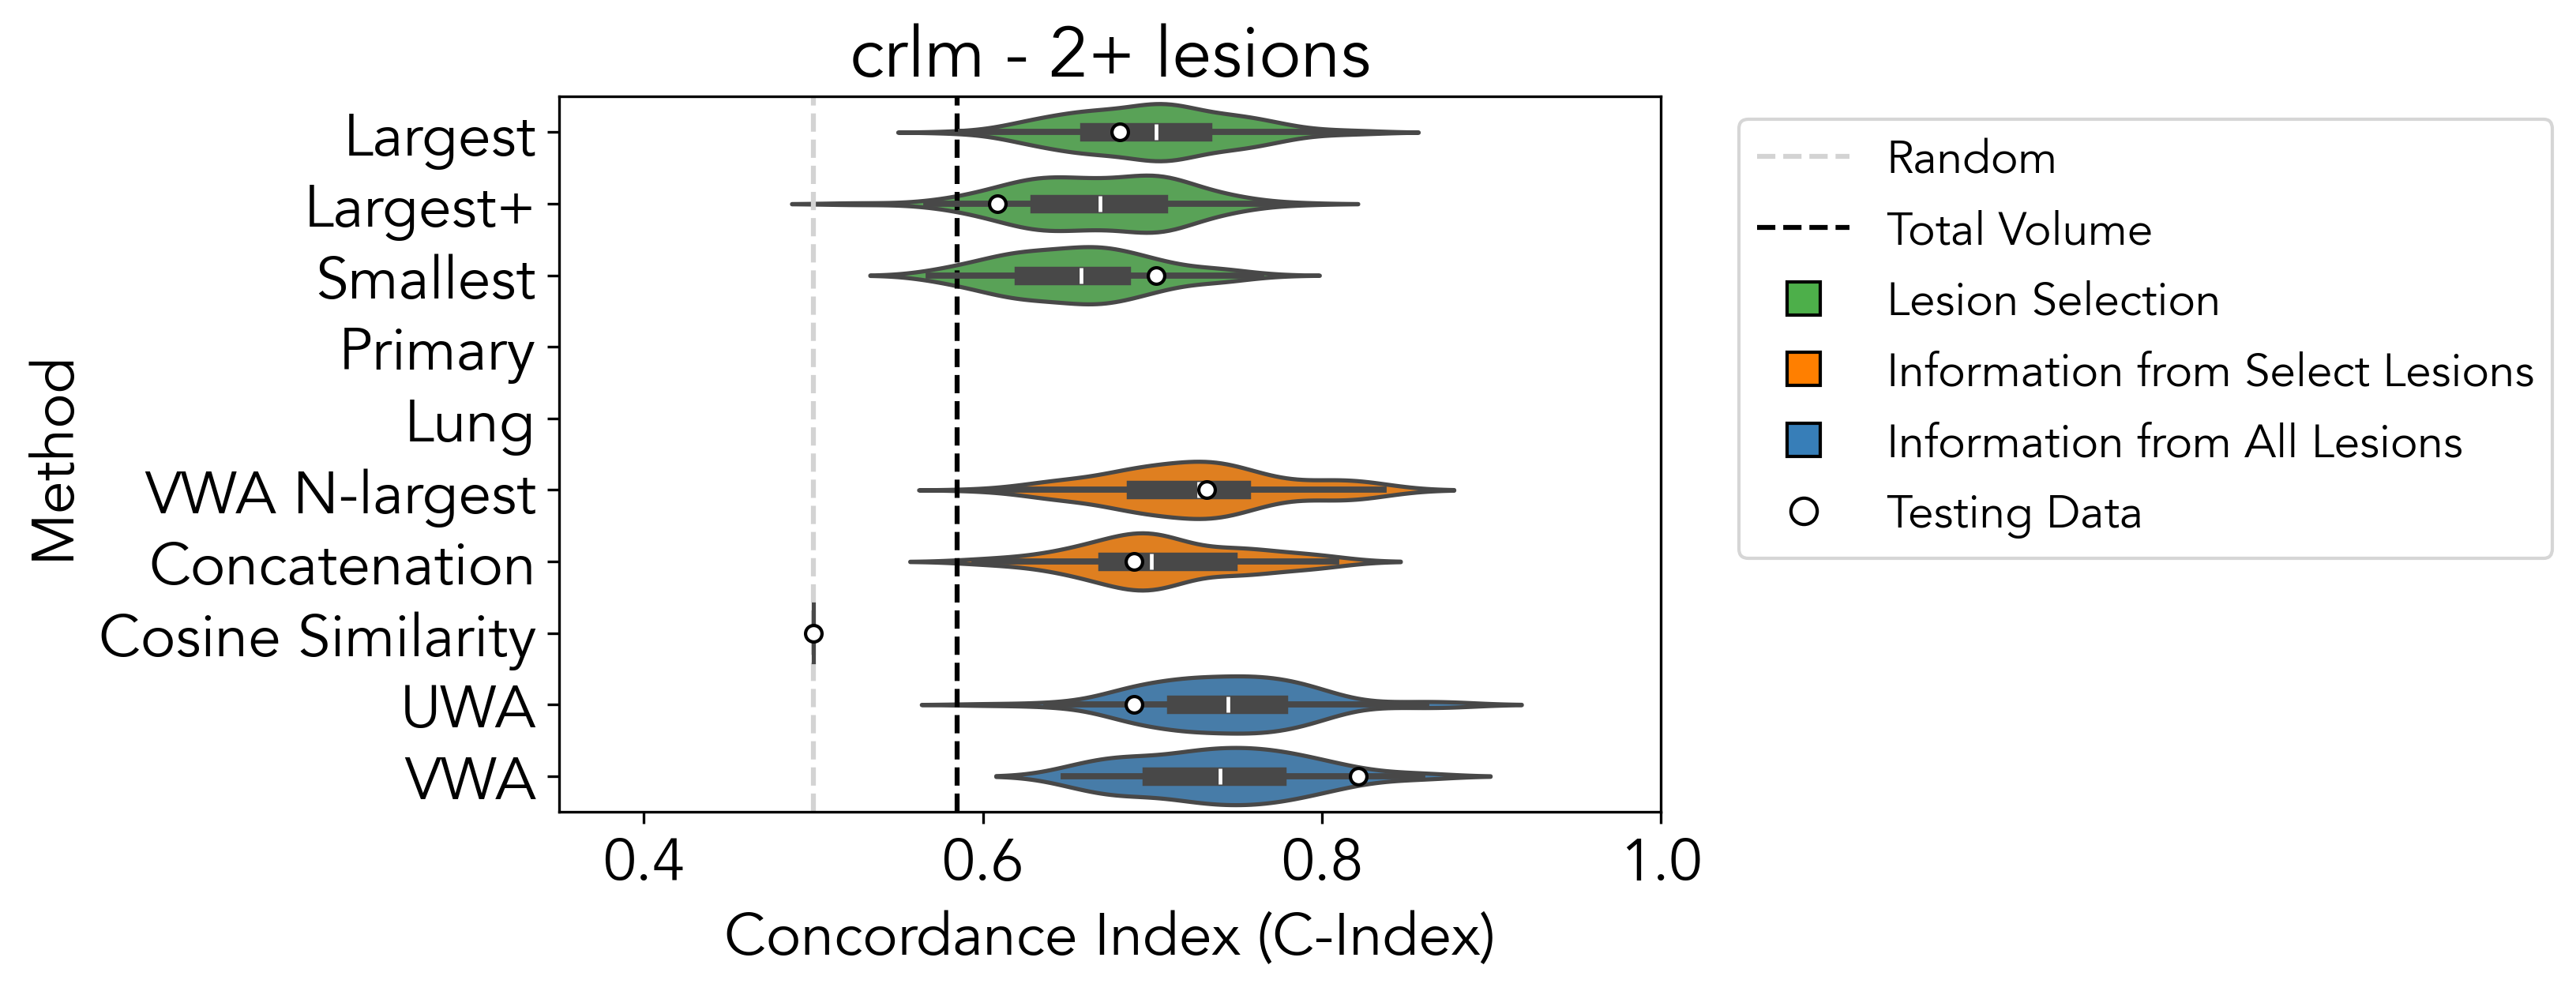 crlm - 2+ lesions
Largest
Largest+
Smallest
Primary
Lung
VWA N-largest
Concatenation
Cosine Similarity
UWA
VWA
Method
0.4 0.6 0.8 1.0
Concordance Index (C-Index)
Random
Total Volume
Lesion Selection
Information from Select Lesions
Information from All Lesions
Testing Data